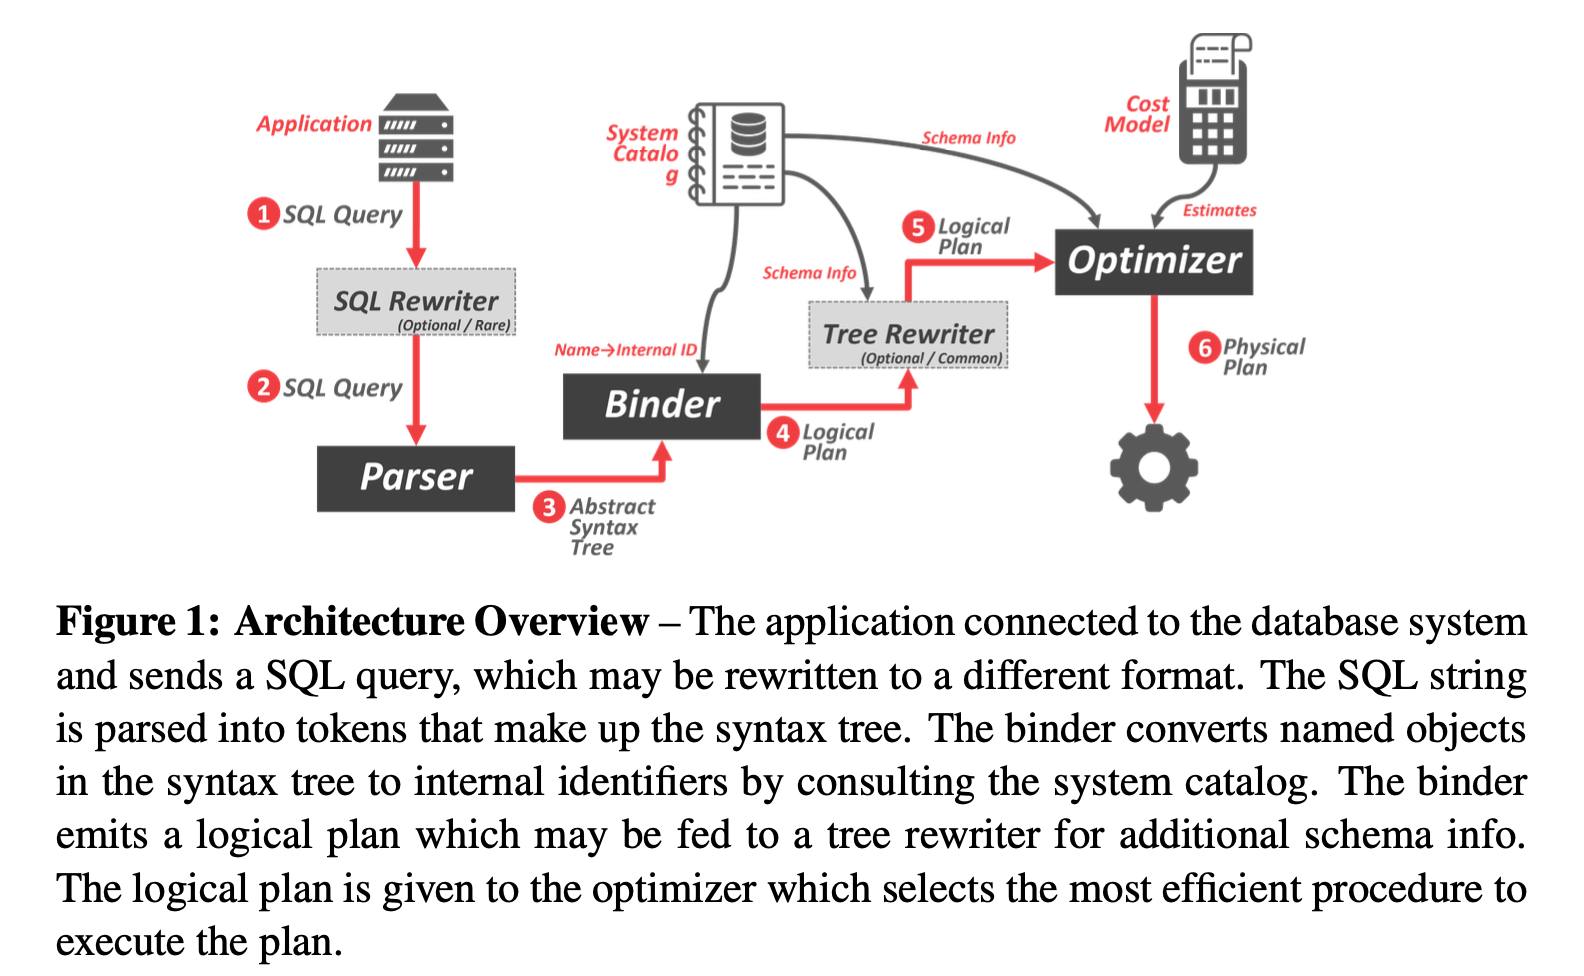 Application
1 SQL Query
SQL Rewriter
(Optional / Rare)
2 SQL Query
Parser
3 Abstract
Syntax
Tree
System
Catalo
g
Name→Internal ID
Binder
4 Logical
Plan
Schema Info
Tree Rewriter
(Optional / Common)
5 Logical
Plan
Schema Info
Cost
Model
Estimates
Optimizer
6 Physical
Plan
Figure 1: Architecture Overview – The application connected to the database system
and sends a SQL query, which may be rewritten to a different format. The SQL string
is parsed into tokens that make up the syntax tree. The binder converts named objects
in the syntax tree to internal identifiers by consulting the system catalog. The binder
emits a logical plan which may be fed to a tree rewriter for additional schema info.
The logical plan is given to the optimizer which selects the most efficient procedure to
execute the plan.